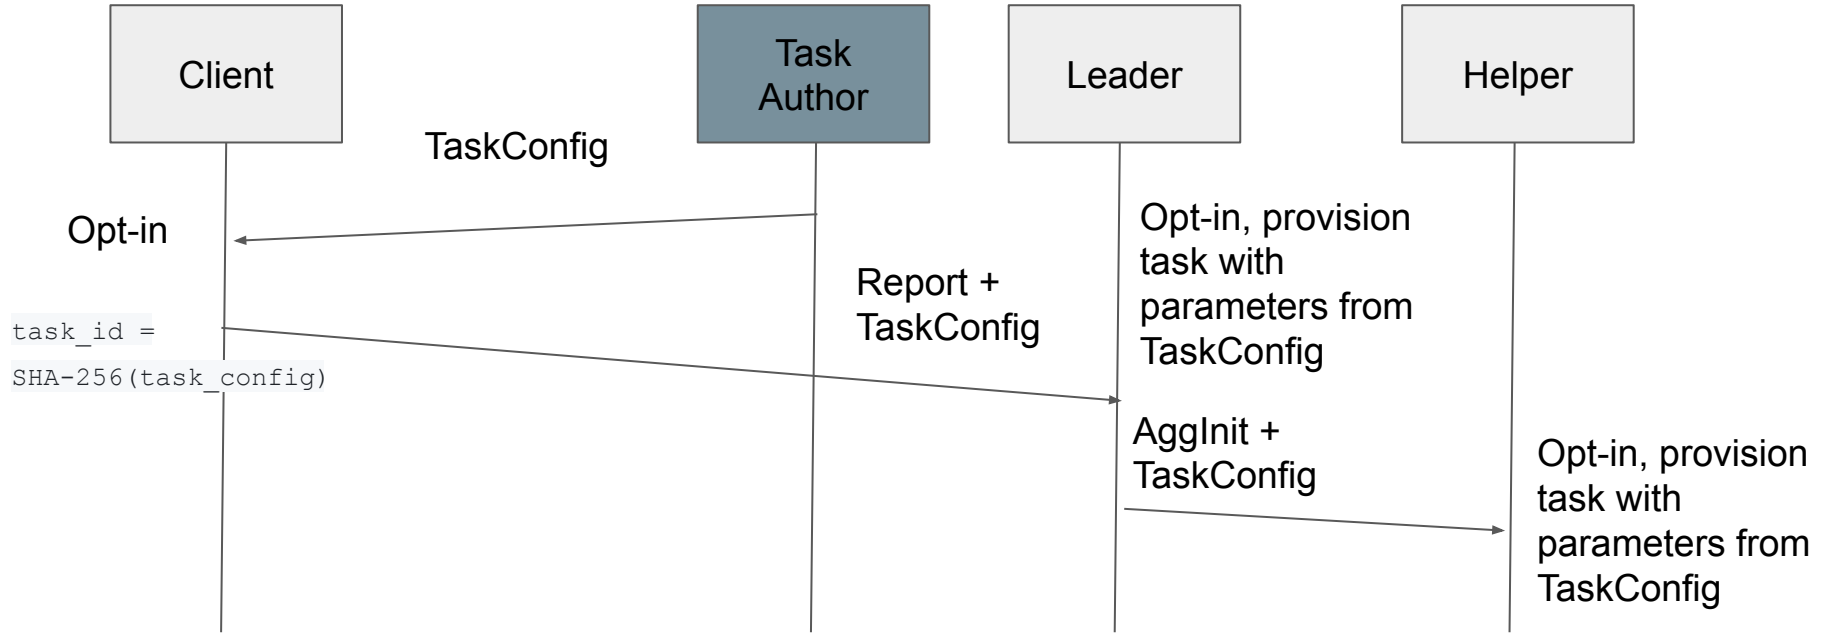 Client
Task
Author
Leader
Helper
TaskConfig
Opt-in
task_id =
SHA-256(task_config)
Report +
TaskConfig
Opt-in, provision
task with
parameters from
TaskConfig
AggInit +
TaskConfig
Opt-in, provision
task with
parameters from
TaskConfig